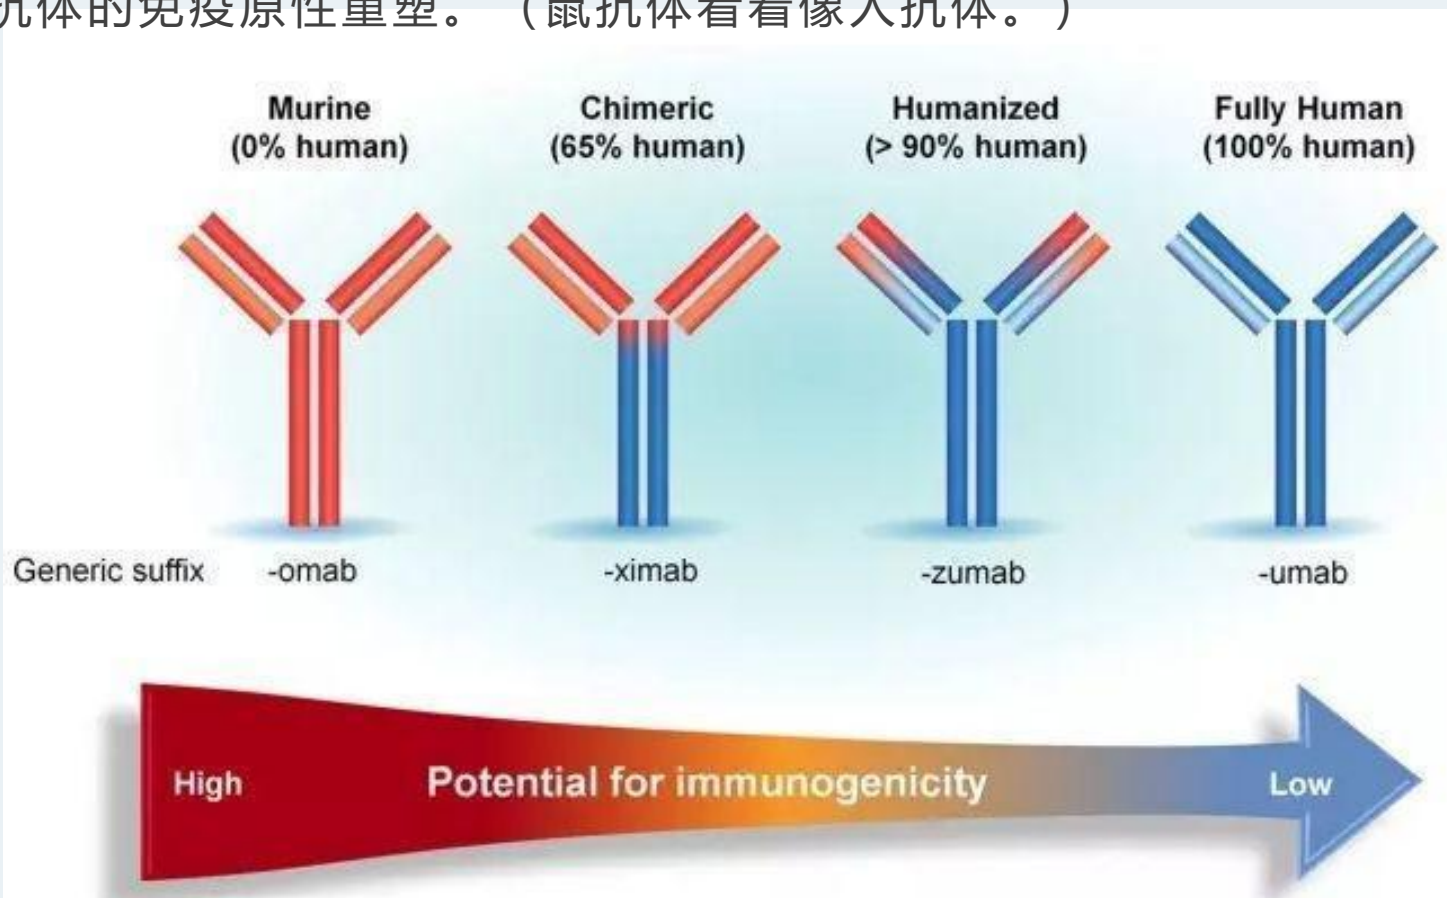 抗体的免疫原性重塑。（鼠抗体看着像人抗体。）
Murine
(0% human)
Chimeric
(65% human)
Humanized
(> 90% human)
Fully Human
(100% human)
Generic suffix -omab -ximab -zumab -umab
High Potential for immunogenicity Low